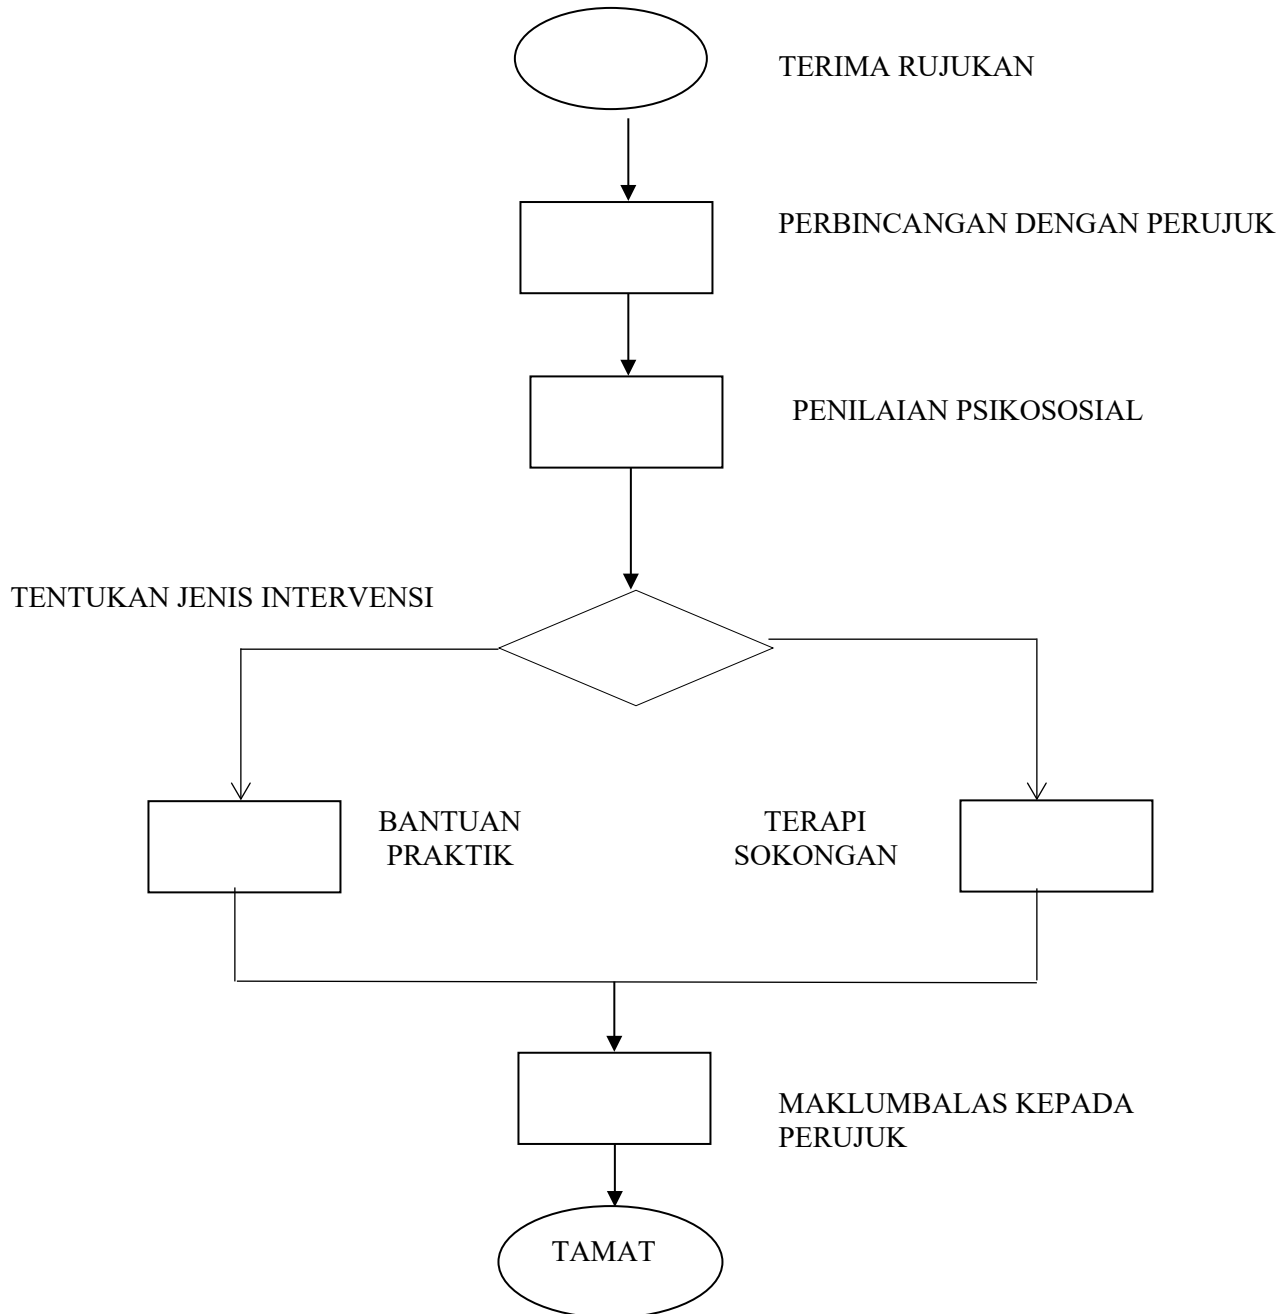 TERIMA RUJUKAN
PERBINCANGAN DENGAN PERUJUK
PENILAIAN PSIKOSOSIAL
TENTUKAN JENIS INTERVENSI
BANTUAN
PRAKTIK
TERAPI
SOKONGAN
MAKLUMBALAS KEPADA
PERUJUK
TAMAT